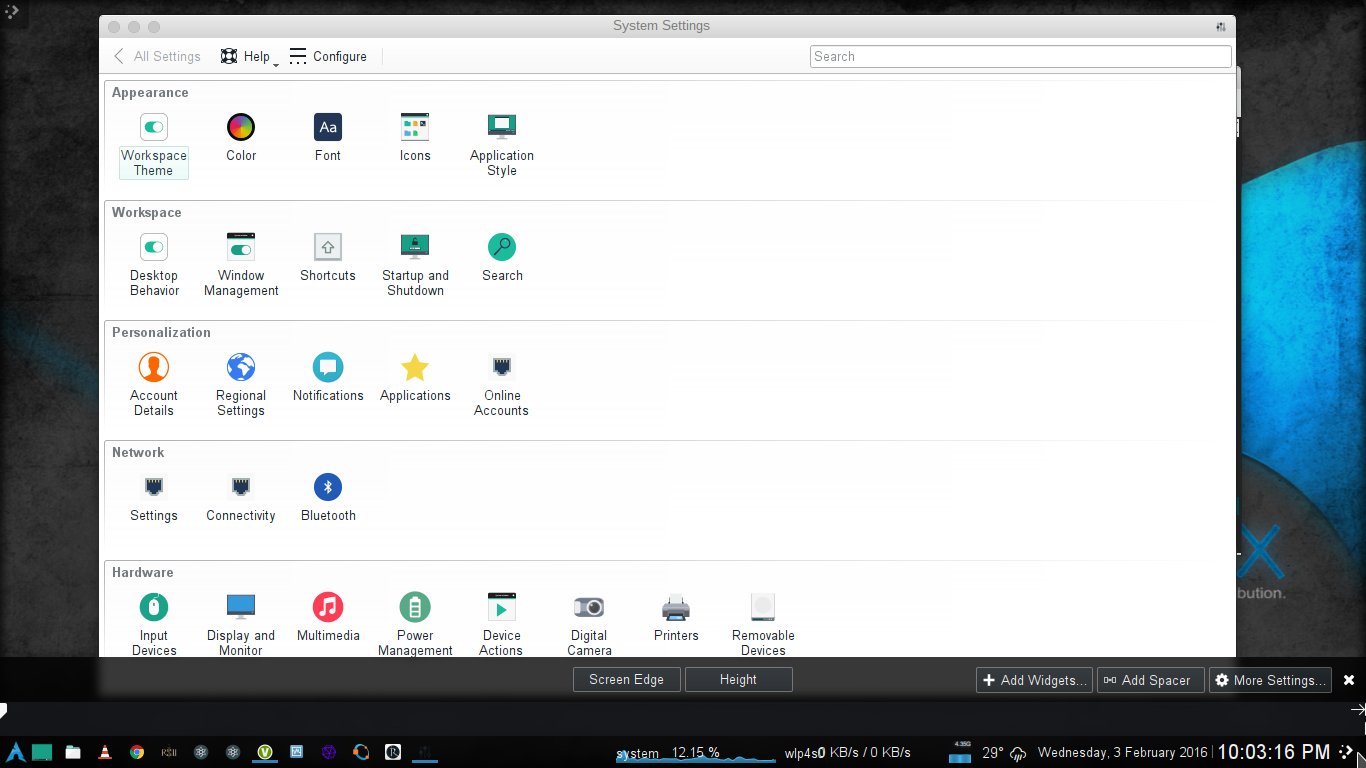 System Settings
All Settings
Help
Configure
Search
Appearance
Workspace
Theme
Color
Aa
Font
Icons
Application
Style
Workspace
Desktop
Behavior
Window
Management
Shortcuts
Startup and
Shutdown
Search
Personalization
Account
Details
Regional
Settings
Notifications
Applications
Online
Accounts
Network
Settings
Connectivity
Bluetooth
Hardware
Input
Devices
Display and
Monitor
Multimedia
Power
Management
Device
Actions
Digital
Camera
Printers
Removable
Devices
X
bution.
Screen Edge
Height
Add Widgets...
Add Spacer
More Settings...
system 12.15 %
wlp4s0 KB/s / 0 KB/s
29°
Wednesday, 3 February 2016
10:03:16 PM